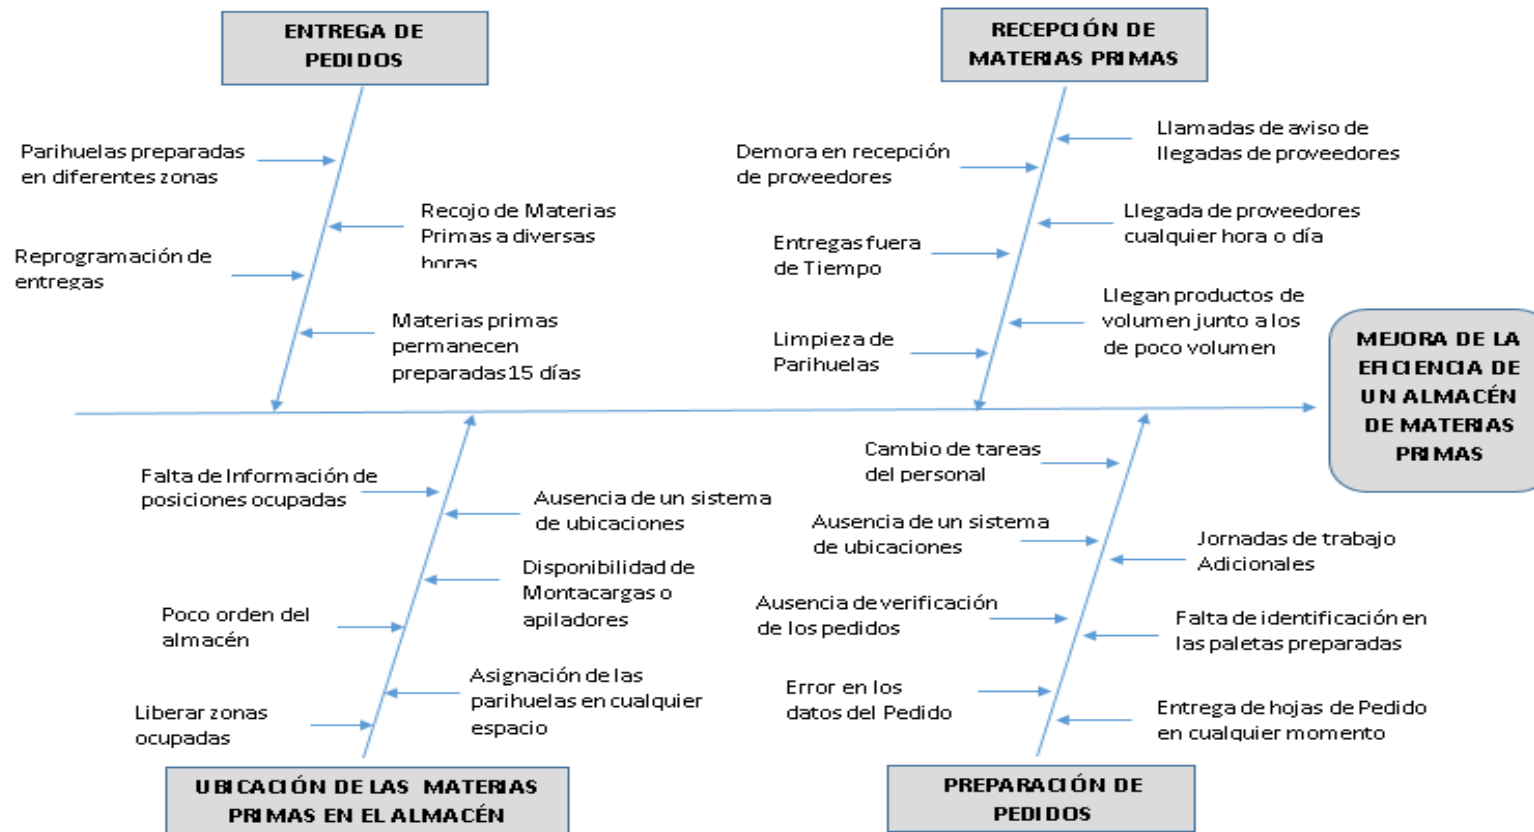 ENTREGA DE
PEDIDOS
RECEPCIÓN DE
MATERIAS PRIMAS
Parihuelas preparadas
en diferentes zonas
Recojo de Materias
Primas a diversas
horas
Reprogramación de
entregas
Materias primas
permanecen
preparadas 15 días
Llamadas de aviso de
llegadas de proveedores
Demora en recepción
de proveedores
Llegada de proveedores
cualquier hora o día
Entregas fuera
de Tiempo
Llegan productos de
volumen junto a los
de poco volumen
Limpieza de
Parihuelas
MEJORA DE LA
EFICIENCIA DE
UN ALMACÉN
DE MATERIAS
PRIMAS
Falta de Información de
posiciones ocupadas
Ausencia de un sistema
de ubicaciones
Disponibilidad de
Montacargas o
apiladores
Poco orden del
almacén
Asignación de las
parihuelas en cualquier
espacio
Liberar zonas
ocupadas
Cambio de tareas
del personal
Ausencia de un sistema
de ubicaciones
Jornadas de trabajo
Adicionales
Ausencia de verificación
de los pedidos
Falta de identificación en
las paletas preparadas
Error en los
datos del Pedido
Entrega de hojas de Pedido
en cualquier momento
UBICACIÓN DE LAS MATERIAS
PRIMAS EN EL ALMACÉN
PREPARACIÓN DE
PEDIDOS